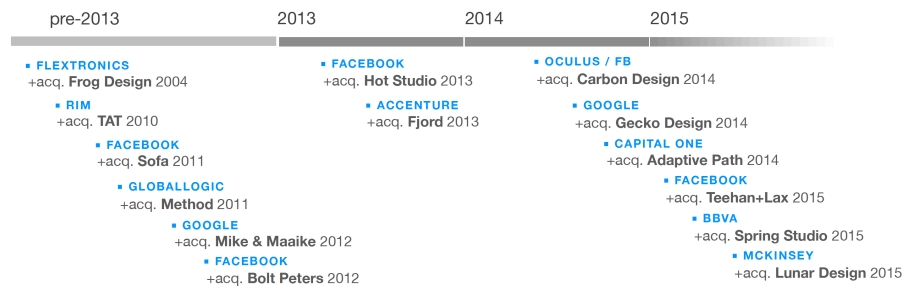 pre-2013
2013
2014
2015
FLEXTRONICS
+acq. Frog Design 2004
RIM
+acq. TAT 2010
FACEBOOK
+acq. Sofa 2011
GLOBALLOGIC
+acq. Method 2011
GOOGLE
+acq. Mike & Maaike 2012
FACEBOOK
+acq. Bolt Peters 2012
FACEBOOK
+acq. Hot Studio 2013
ACCENTURE
+acq. Fjord 2013
OCULUS / FB
+acq. Carbon Design 2014
GOOGLE
+acq. Gecko Design 2014
CAPITAL ONE
+acq. Adaptive Path 2014
FACEBOOK
+acq. Teehan+Lax 2015
BBVA
+acq. Spring Studio 2015
MCKINSEY
+acq. Lunar Design 2015